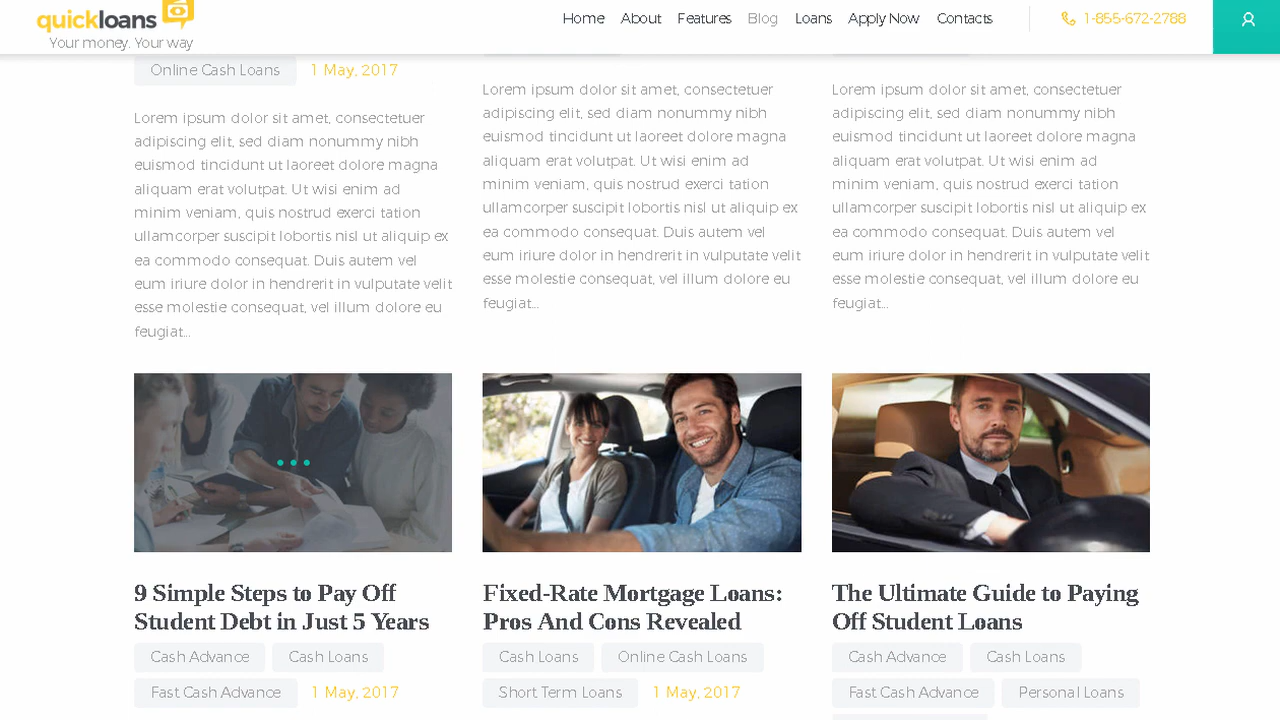 quickloans
Your money. Your way
Home About Features Blog Loans Apply Now Contacts
1-855-672-2788
Online Cash Loans 1 May, 2017
Lorem ipsum dolor sit amet, consectetuer
adipiscing elit, sed diam nonummy nibh
euismod tincidunt ut laoreet dolore magna
aliquam erat volutpat. Ut wisi enim ad
minim veniam, quis nostrud exerci tation
ullamcorper suscipit lobortis nisl ut aliquip ex
ea commodo consequat. Duis autem vel
eum iriure dolor in hendrerit in vulputate velit
esse molestie consequat, vel illum dolore eu
feugiat...
Lorem ipsum dolor sit amet, consectetuer
adipiscing elit, sed diam nonummy nibh
euismod tincidunt ut laoreet dolore magna
aliquam erat volutpat. Ut wisi enim ad
minim veniam, quis nostrud exerci tation
ullamcorper suscipit lobortis nisl ut aliquip ex
ea commodo consequat. Duis autem vel
eum iriure dolor in hendrerit in vulputate velit
esse molestie consequat, vel illum dolore eu
feugiat...
Lorem ipsum dolor sit amet, consectetuer
adipiscing elit, sed diam nonummy nibh
euismod tincidunt ut laoreet dolore magna
aliquam erat volutpat. Ut wisi enim ad
minim veniam, quis nostrud exerci tation
ullamcorper suscipit lobortis nisl ut aliquip ex
ea commodo consequat. Duis autem vel
eum iriure dolor in hendrerit in vulputate velit
esse molestie consequat, vel illum dolore eu
feugiat...
9 Simple Steps to Pay Off
Student Debt in Just 5 Years
Cash Advance Cash Loans
Fast Cash Advance 1 May, 2017
Fixed-Rate Mortgage Loans:
Pros And Cons Revealed
Cash Loans Online Cash Loans
Short Term Loans 1 May, 2017
The Ultimate Guide to Paying
Off Student Loans
Cash Advance Cash Loans
Fast Cash Advance Personal Loans